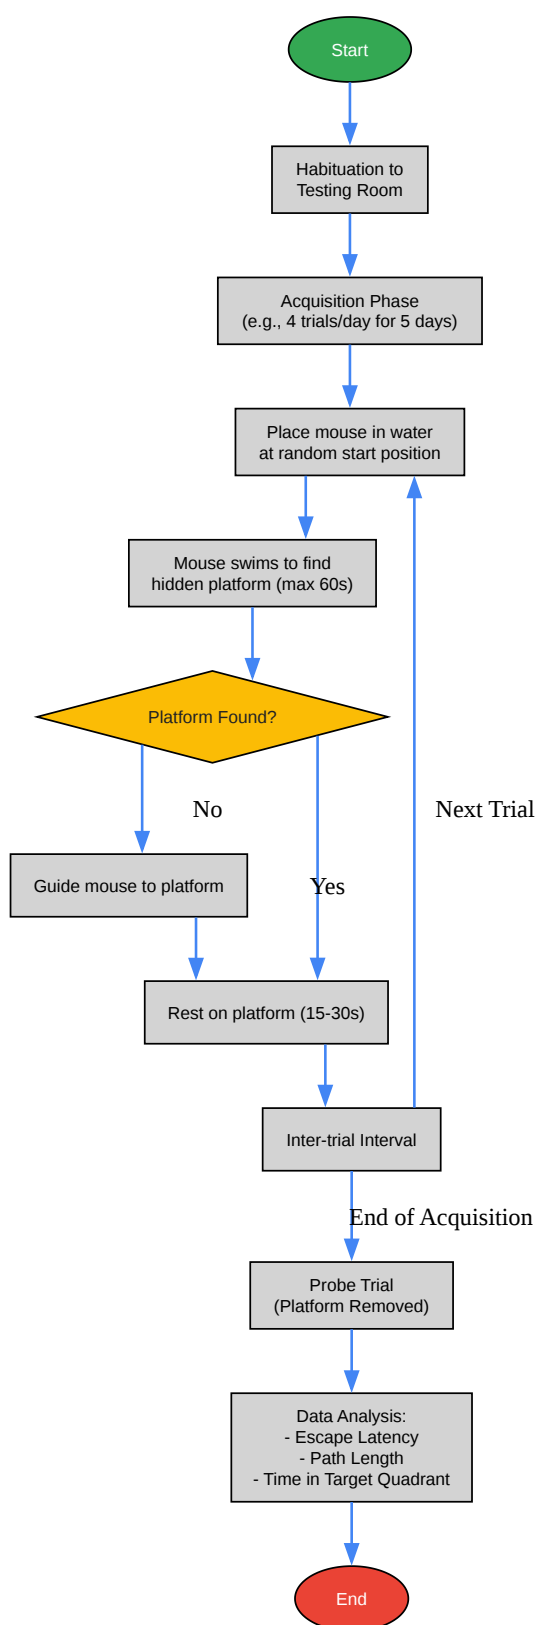 Start
Habituation to
Testing Room
Acquisition Phase
(e.g., 4 trials/day for 5 days)
Place mouse in water
at random start position
Mouse swims to find
hidden platform (max 60s)
Platform Found?
No
Next Trial
Guide mouse to platform
Yes
Rest on platform (15-30s)
Inter-trial Interval
End of Acquisition
Probe Trial
(Platform Removed)
Data Analysis:
- Escape Latency
- Path Length
- Time in Target Quadrant
End